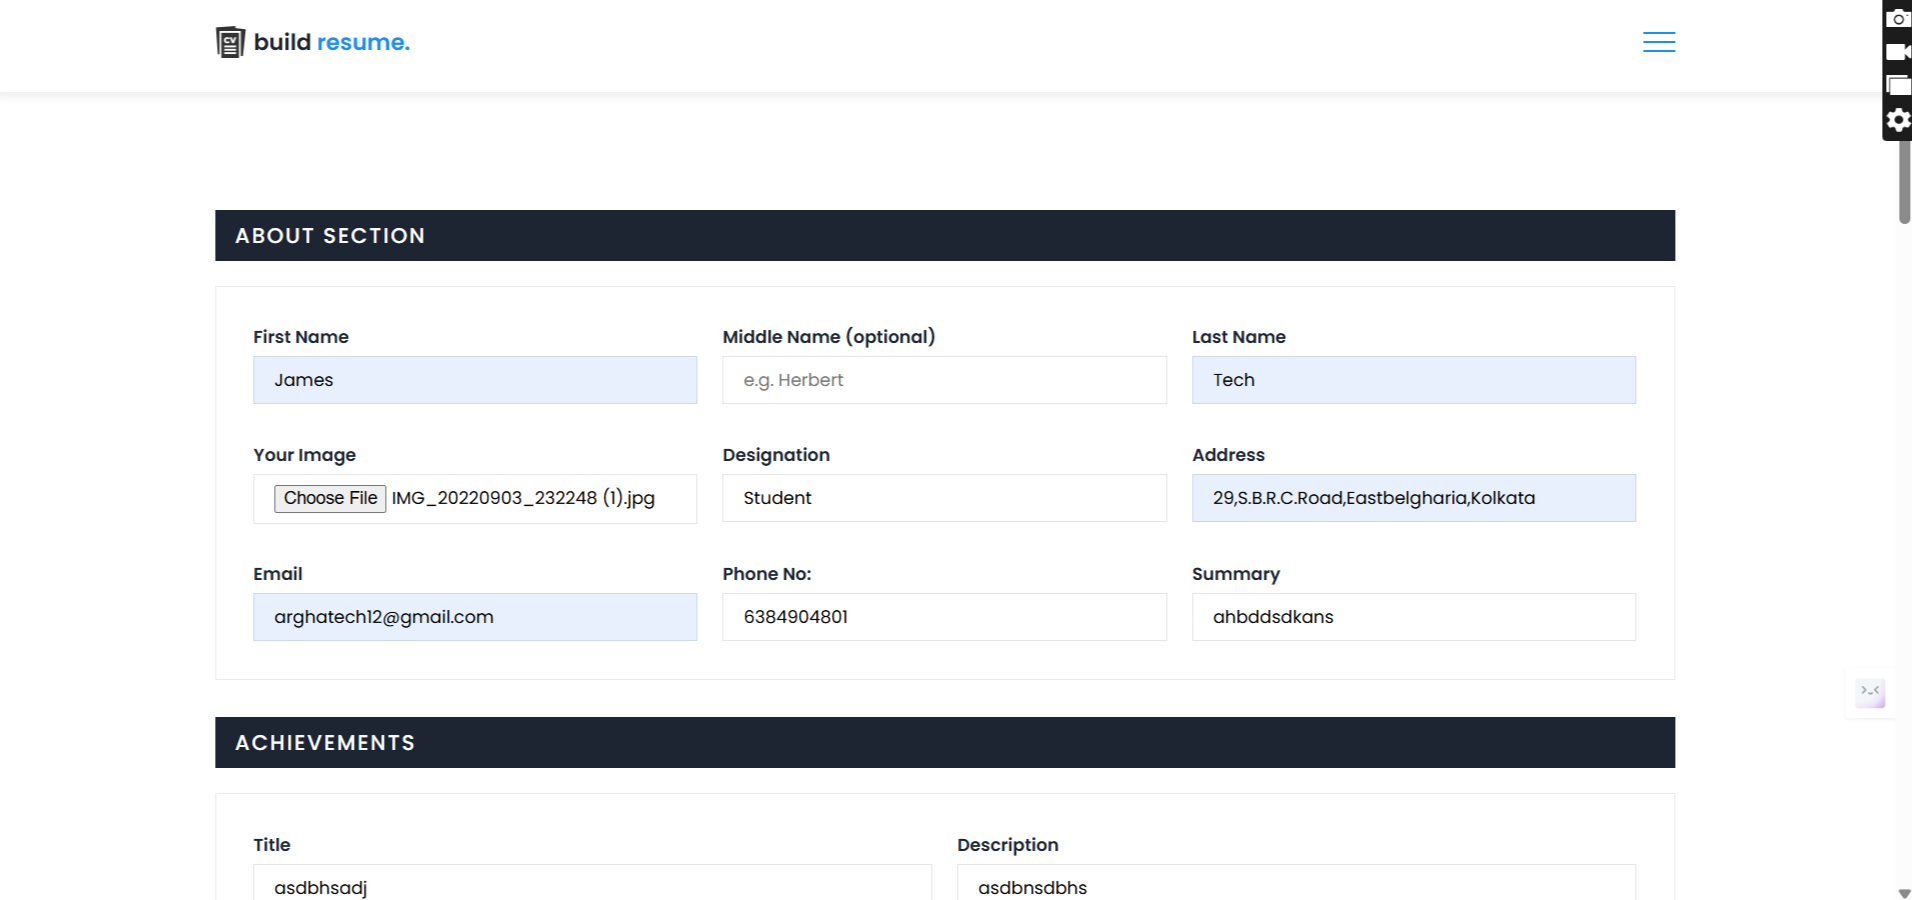 CV
build resume.
ABOUT SECTION
First Name
Middle Name (optional)
Last Name
James
e.g. Herbert
Tech
Your Image
Designation
Address
Choose File IMG_20220903_232248 (1).jpg
Student
29,S.B.R.C.Road,Eastbelgharia,Kolkata
Email
Phone No:
Summary
arghatech12@gmail.com
6384904801
ahbddsdkans
ACHIEVEMENTS
Title
Description
asdbhsadj
asdbnsdbhs